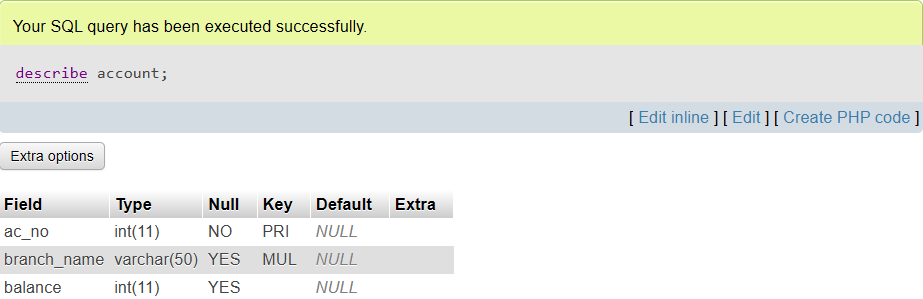 Your SQL query has been executed successfully.
describe account;
[ Edit inline ] [ Edit ] [ Create PHP code ]
Extra options
Field Type Null Key Default Extra
ac_no int(11) NO PRI NULL
branch_name varchar(50) YES MUL NULL
balance int(11) YES NULL